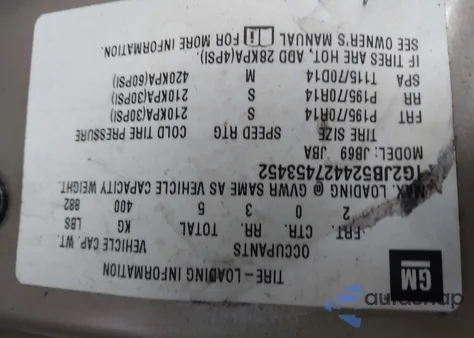 GM
TIRE-LOADING INFORMATION
OCCUPANTS VEHICLE CAP. WT.
FRT. CTR. RR. TOTAL KG LBS
2 0 3 5 400 882
MAX. LOADING @ GVWR SAME AS VEHICLE CAPACITY WEIGHT.
1G2JB524427453452
MODEL: JB69 JBA
TIRE SIZE SPEED RTG COLD TIRE PRESSURE
FRT P195/70R14 S 210KPA(30PSI)
RR P195/70R14 S 210KPA(30PSI)
SPA T115/70D14 M 420KPA(60PSI)
IF TIRES ARE HOT, ADD 28KPA(4PSI).
SEE OWNER'S MANUAL FOR MORE INFORMATION.
autosnap